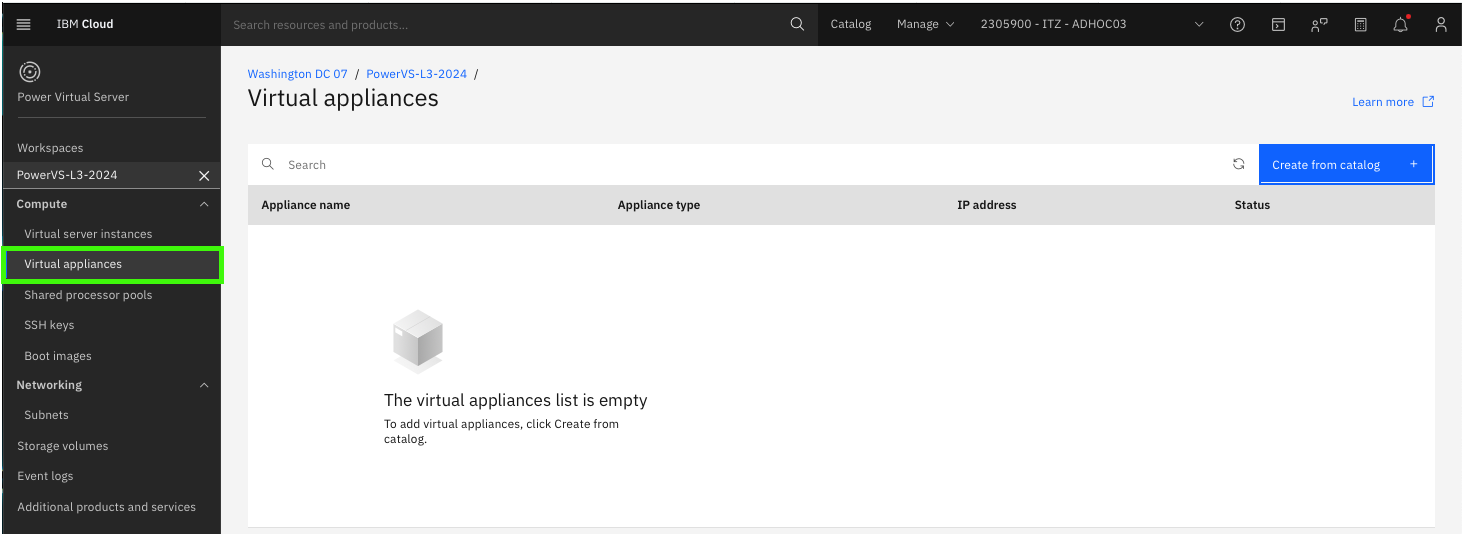 IBM Cloud
Search resources and products...
Catalog
Manage
2305900 - ITZ - ADHOC03
Power Virtual Server
Workspaces
PowerVS-L3-2024
Compute
Virtual server instances
Virtual appliances
Shared processor pools
SSH keys
Boot images
Networking
Subnets
Storage volumes
Event logs
Additional products and services
Washington DC 07 / PowerVS-L3-2024 /
Virtual appliances
Learn more
Search
Create from catalog +
Appliance name Appliance type IP address Status
The virtual appliances list is empty
To add virtual appliances, click Create from
catalog.